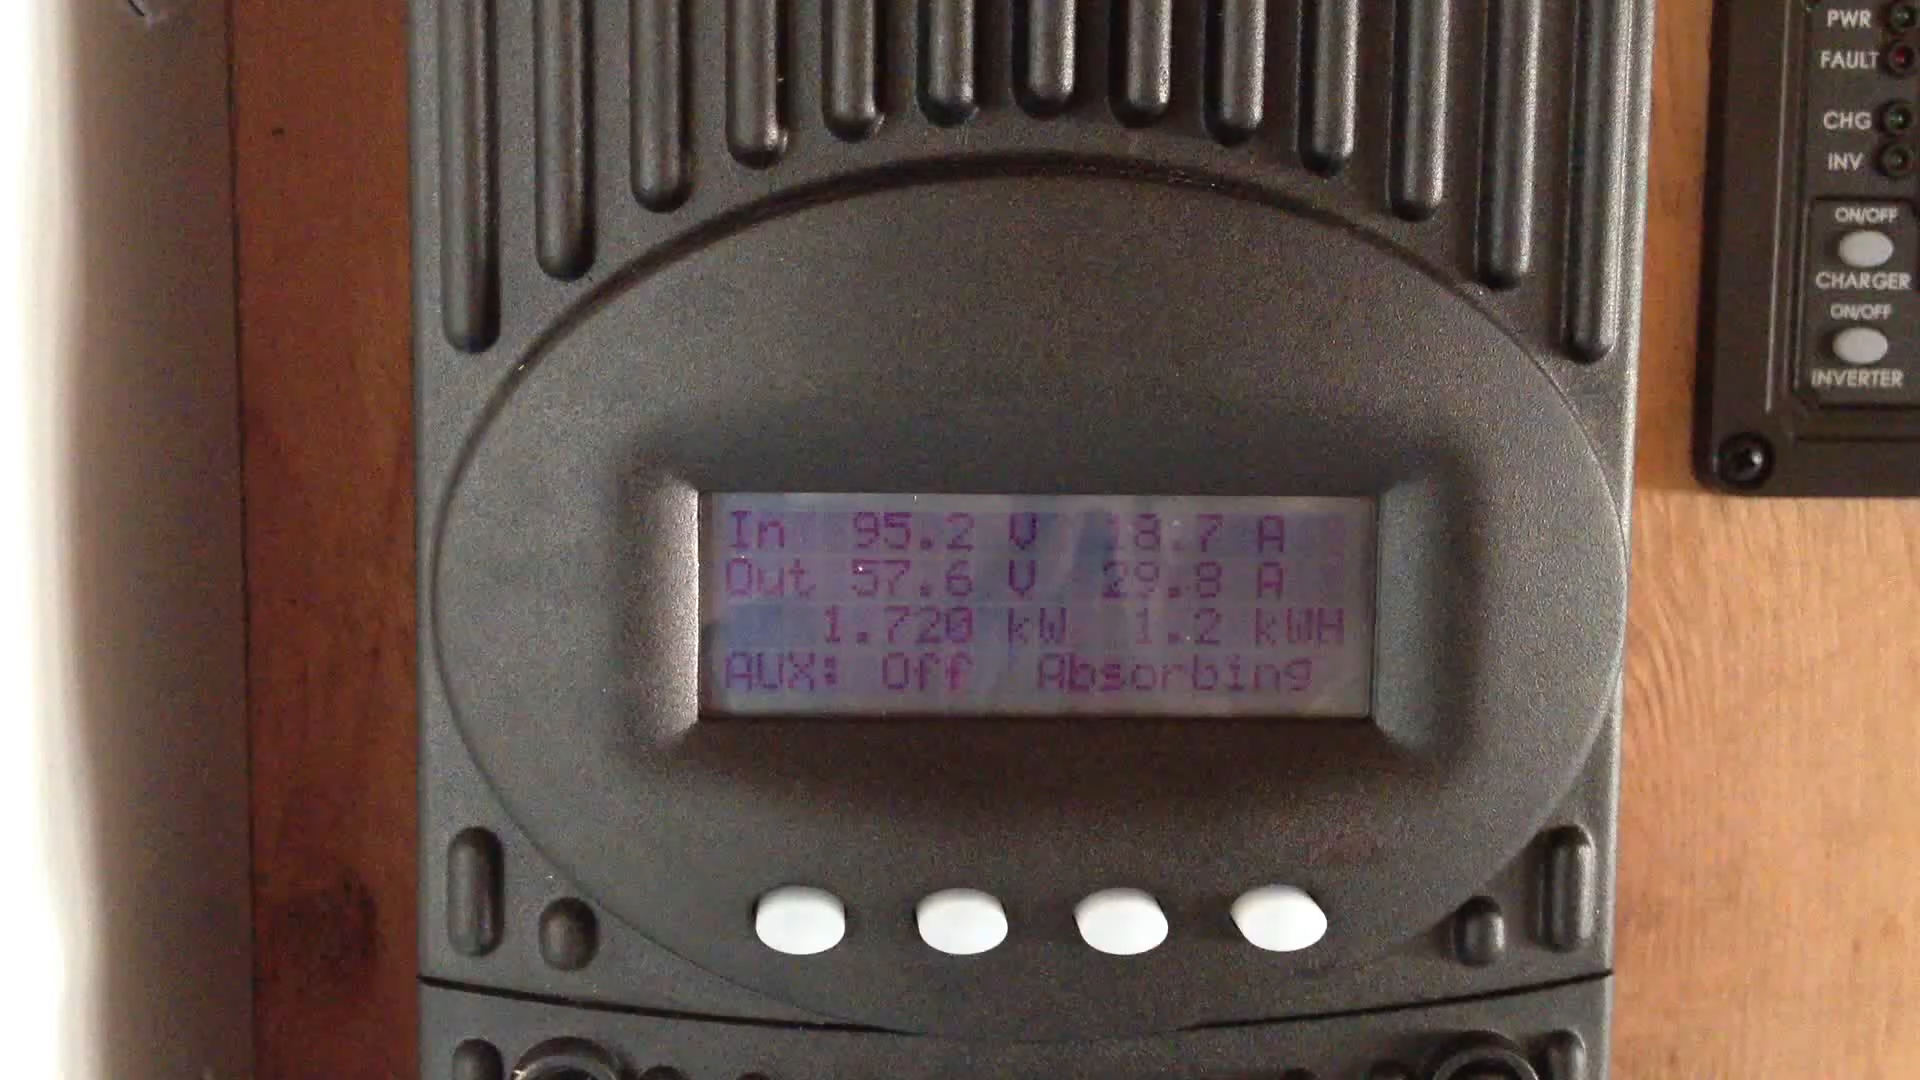 In 95.2 V 18.7 A
Out 57.6 V 29.8 A
1.720 kW 1.2 kWH
AUX: Off Absorbing
PWR
FAULT
CHG
INV
ON/OFF
CHARGER
ON/OFF
INVERTER